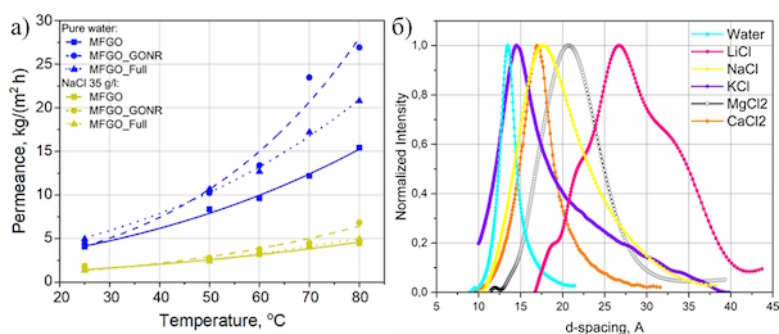 а)
Pure water:
MFGO
MFGO_GONR
MFGO_Full
NaCl 35 g/l:
MFGO
MFGO_GONR
MFGO_Full
Permeance, kg/(m² h)
30
25
20
15
10
5
0
20 30 40 50 60 70 80
Temperature, °C
б)
Water
LiCl
NaCl
KCl
MgCl2
CaCl2
Normalized Intensity
1,0
0,8
0,6
0,4
0,2
0,0
5 10 15 20 25 30 35 40 45
d-spacing, A